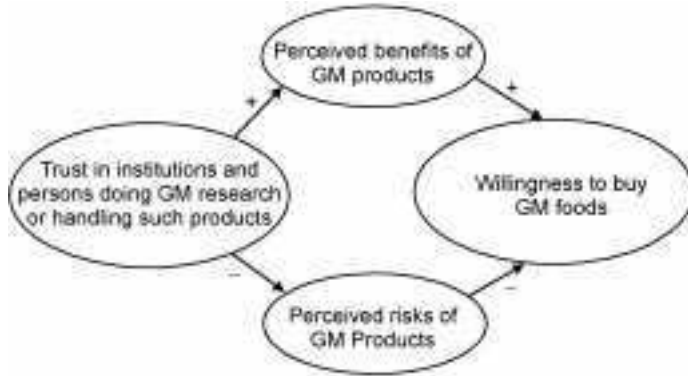 Perceived benefits of
GM products
+
+
Trust in institutions and
persons doing GM research
or handling such products
Willingness to buy
GM foods
–
–
Perceived risks of
GM Products